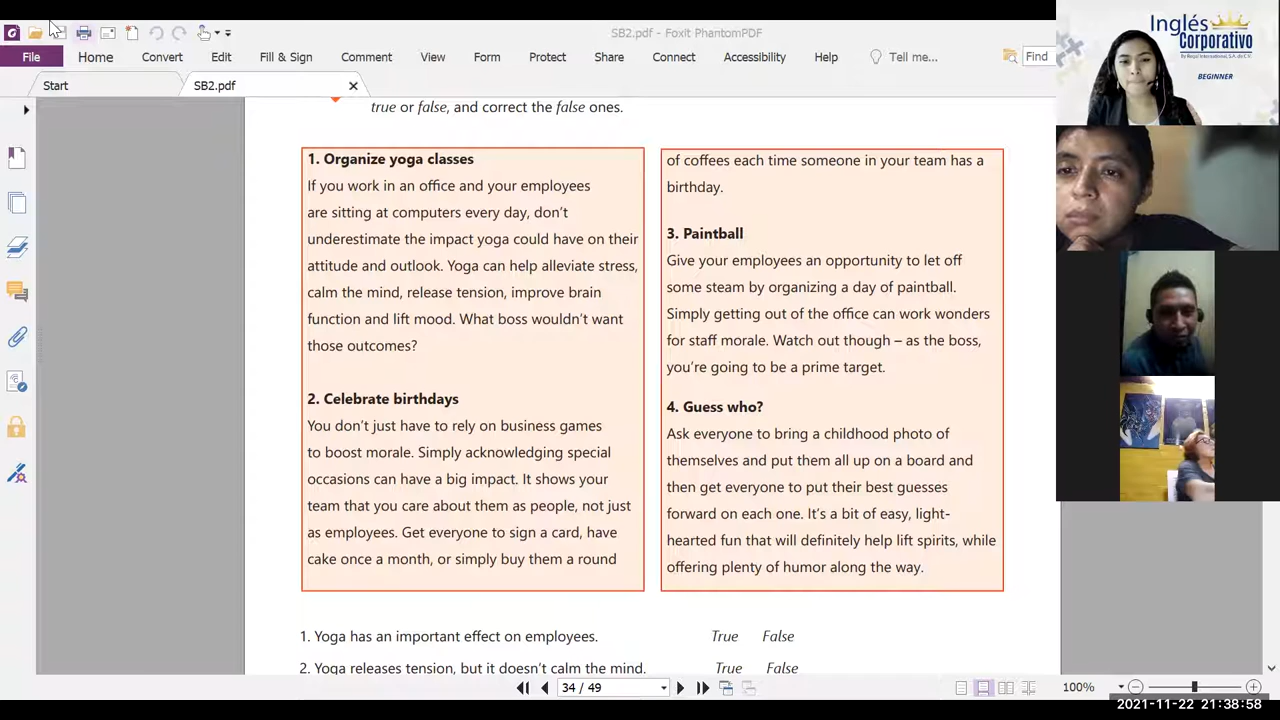 SB2.pdf - Foxit PhantomPDF
File
Home
Convert
Edit
Fill & Sign
Comment
View
Form
Protect
Share
Connect
Accessibility
Help
Tell me...
Find
Start
SB2.pdf
true or false, and correct the false ones.
1. Organize yoga classes
If you work in an office and your employees
are sitting at computers every day, don't
underestimate the impact yoga could have on their
attitude and outlook. Yoga can help alleviate stress,
calm the mind, release tension, improve brain
function and lift mood. What boss wouldn't want
those outcomes?
2. Celebrate birthdays
You don't just have to rely on business games
to boost morale. Simply acknowledging special
occasions can have a big impact. It shows your
team that you care about them as people, not just
as employees. Get everyone to sign a card, have
cake once a month, or simply buy them a round
of coffees each time someone in your team has a
birthday.
3. Paintball
Give your employees an opportunity to let off
some steam by organizing a day of paintball.
Simply getting out of the office can work wonders
for staff morale. Watch out though – as the boss,
you're going to be a prime target.
4. Guess who?
Ask everyone to bring a childhood photo of
themselves and put them all up on a board and
then get everyone to put their best guesses
forward on each one. It's a bit of easy, light-
hearted fun that will definitely help lift spirits, while
offering plenty of humor along the way.
1. Yoga has an important effect on employees. True False
2. Yoga releases tension, but it doesn't calm the mind. True False
34 / 49
100%
Inglés
Corporativo
By Regal International, S.A. de C.V.
BEGINNER
2021-11-22 21:38:58